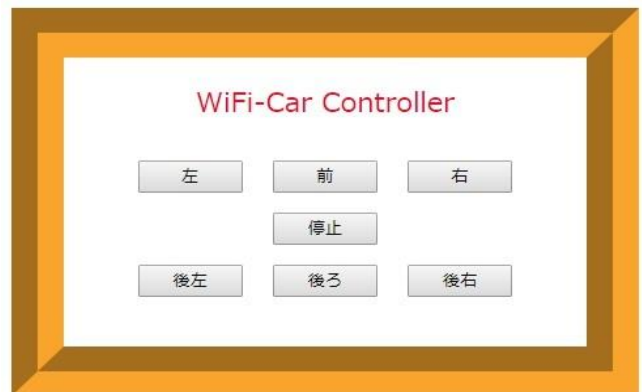 WiFi-Car Controller
左 前 右
停止
後左 後ろ 後右